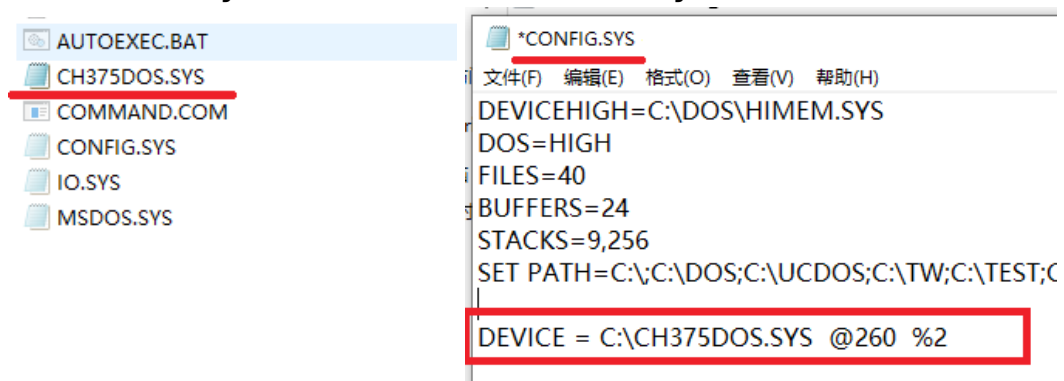 AUTOEXEC.BAT
CH375DOS.SYS
COMMAND.COM
CONFIG.SYS
IO.SYS
MSDOS.SYS
*CONFIG.SYS
文件(F) 编辑(E) 格式(O) 查看(V) 帮助(H)
DEVICEHIGH=C:\DOS\HIMEM.SYS
DOS=HIGH
FILES=40
BUFFERS=24
STACKS=9,256
SET PATH=C:\;C:\DOS;C:\UCDOS;C:\TW;C:\TEST;
DEVICE = C:\CH375DOS.SYS @260 %2